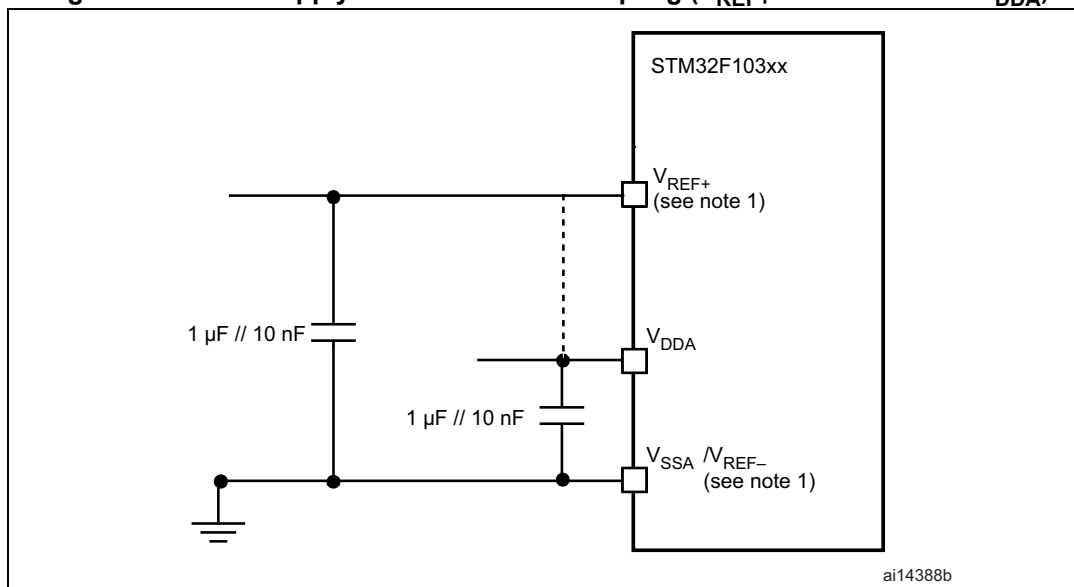 STM32F103xx
VREF+
(see note 1)
1 µF // 10 nF
VDDA
1 µF // 10 nF
VSSA /VREF–
(see note 1)
ai14388b